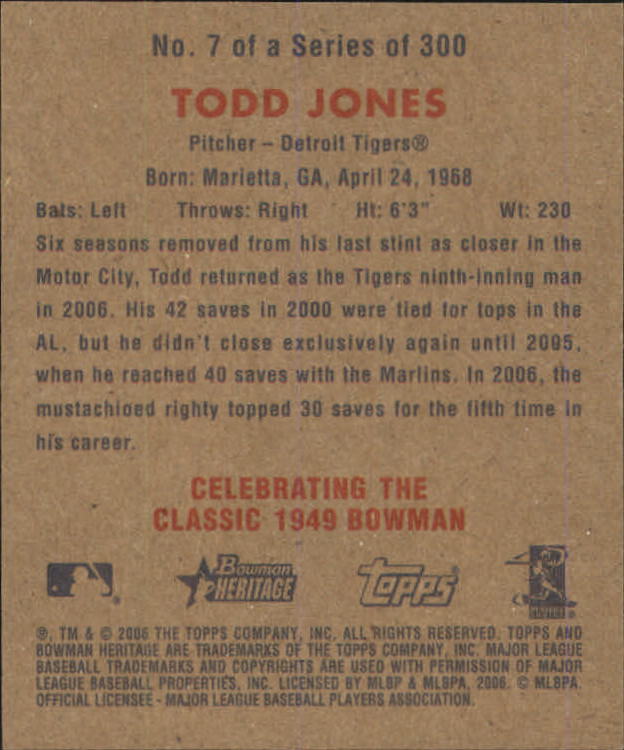 No. 7 of a Series of 300
TODD JONES
Pitcher – Detroit Tigers®
Born: Marietta, GA, April 24, 1968
Bats: Left Throws: Right Ht: 6'3" Wt: 230
Six seasons removed from his last stint as closer in the
Motor City, Todd returned as the Tigers ninth-inning man
in 2006. His 42 saves in 2000 were tied for tops in the
AL, but he didn't close exclusively again until 2005,
when he reached 40 saves with the Marlins. In 2006, the
mustachioed righty topped 30 saves for the fifth time in
his career.
CELEBRATING THE
CLASSIC 1949 BOWMAN
Bowman
HERITAGE
Topps
®, TM & © 2006 THE TOPPS COMPANY, INC. ALL RIGHTS RESERVED. TOPPS AND
BOWMAN HERITAGE ARE TRADEMARKS OF THE TOPPS COMPANY, INC. MAJOR LEAGUE
BASEBALL TRADEMARKS AND COPYRIGHTS ARE USED WITH PERMISSION OF MAJOR
LEAGUE BASEBALL PROPERTIES, INC. LICENSED BY MLBP & MLBPA, 2006. © MLBPA.
OFFICIAL LICENSEE - MAJOR LEAGUE BASEBALL PLAYERS ASSOCIATION.